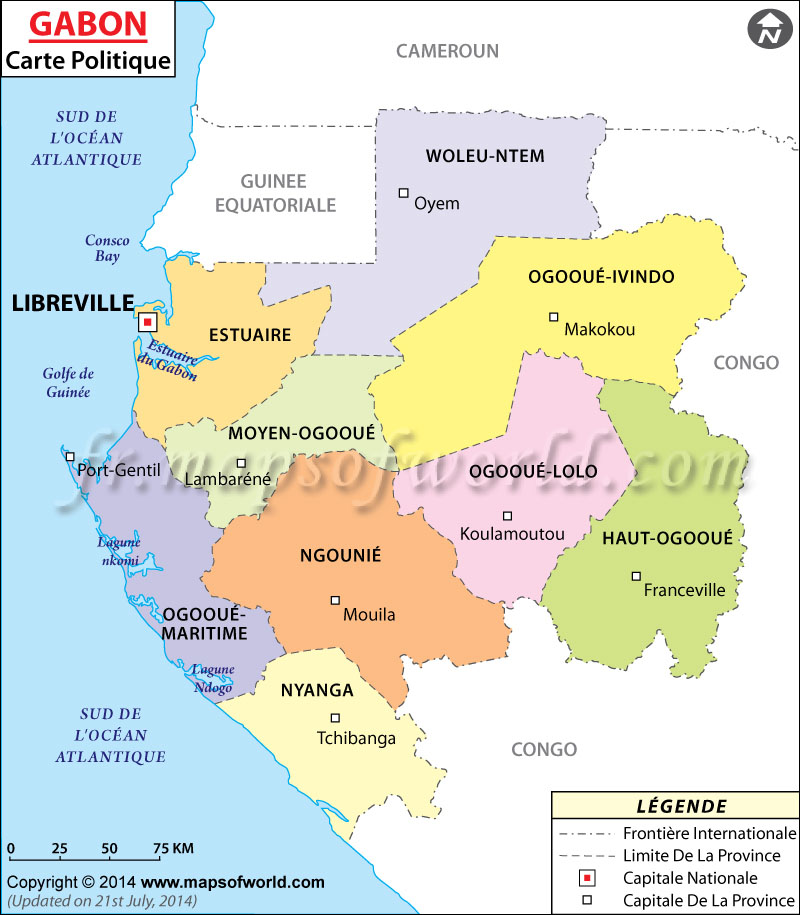 GABON
Carte Politique
N
CAMEROUN
SUD DE
L'OCÉAN
ATLANTIQUE
WOLEU-NTEM
GUINEE
EQUATORIALE
Oyem
Consco
Bay
OGOOUÉ-IVINDO
LIBREVILLE
Makokou
ESTUAIRE
Estuaire
du Gabon
CONGO
Golfe de
Guinée
MOYEN-OGOOUÉ
fr.mapsofworld.com
Port-Gentil
Lambaréné
OGOOUÉ-LOLO
Koulamoutou
HAUT-OGOOUÉ
Lagune
nkomi
NGOUNIÉ
Franceville
OGOOUÉ-
MARITIME
Mouila
Lagune
Ndogo
NYANGA
SUD DE
L'OCÉAN
ATLANTIQUE
Tchibanga
CONGO
LÉGENDE
Frontière Internationale
Limite De La Province
Capitale Nationale
Capitale De La Province
0 25 50 75 KM
Copyright © 2014 www.mapsofworld.com
(Updated on 21st July, 2014)